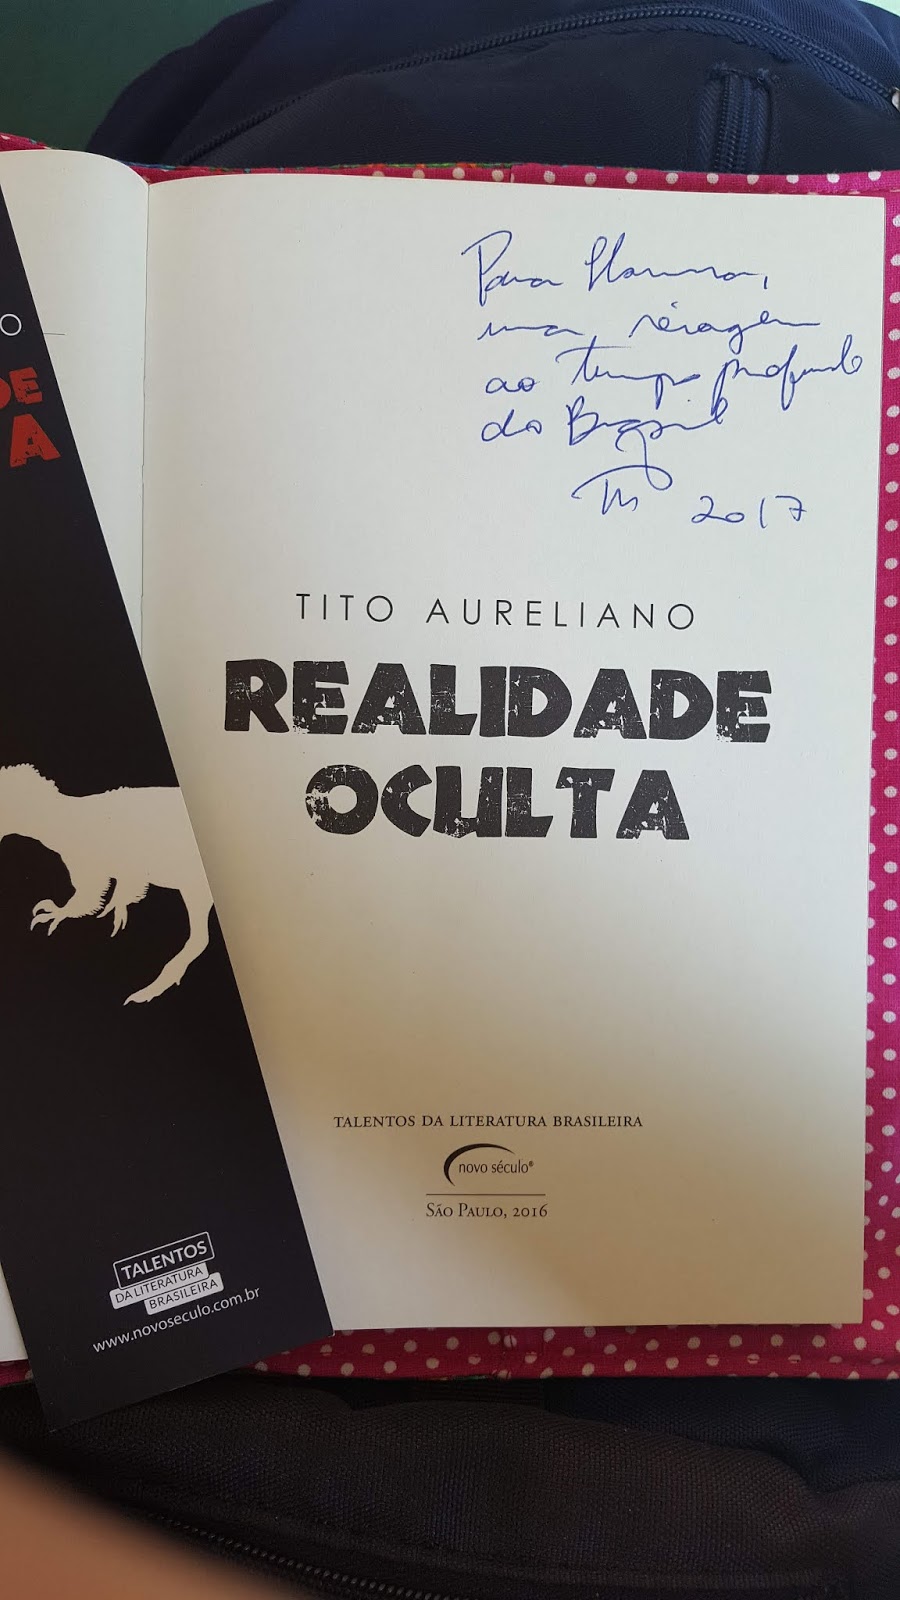 Para
uma viagem
ao tempo profundo
do Brasil
2017
TITO AURELIANO
REALIDADE
OCULTA
TALENTOS DA LITERATURA BRASILEIRA
novo século®
SÃO PAULO, 2016
O
DE
A
TALENTOS
DA LITERATURA
BRASILEIRA
www.novoseculo.com.br